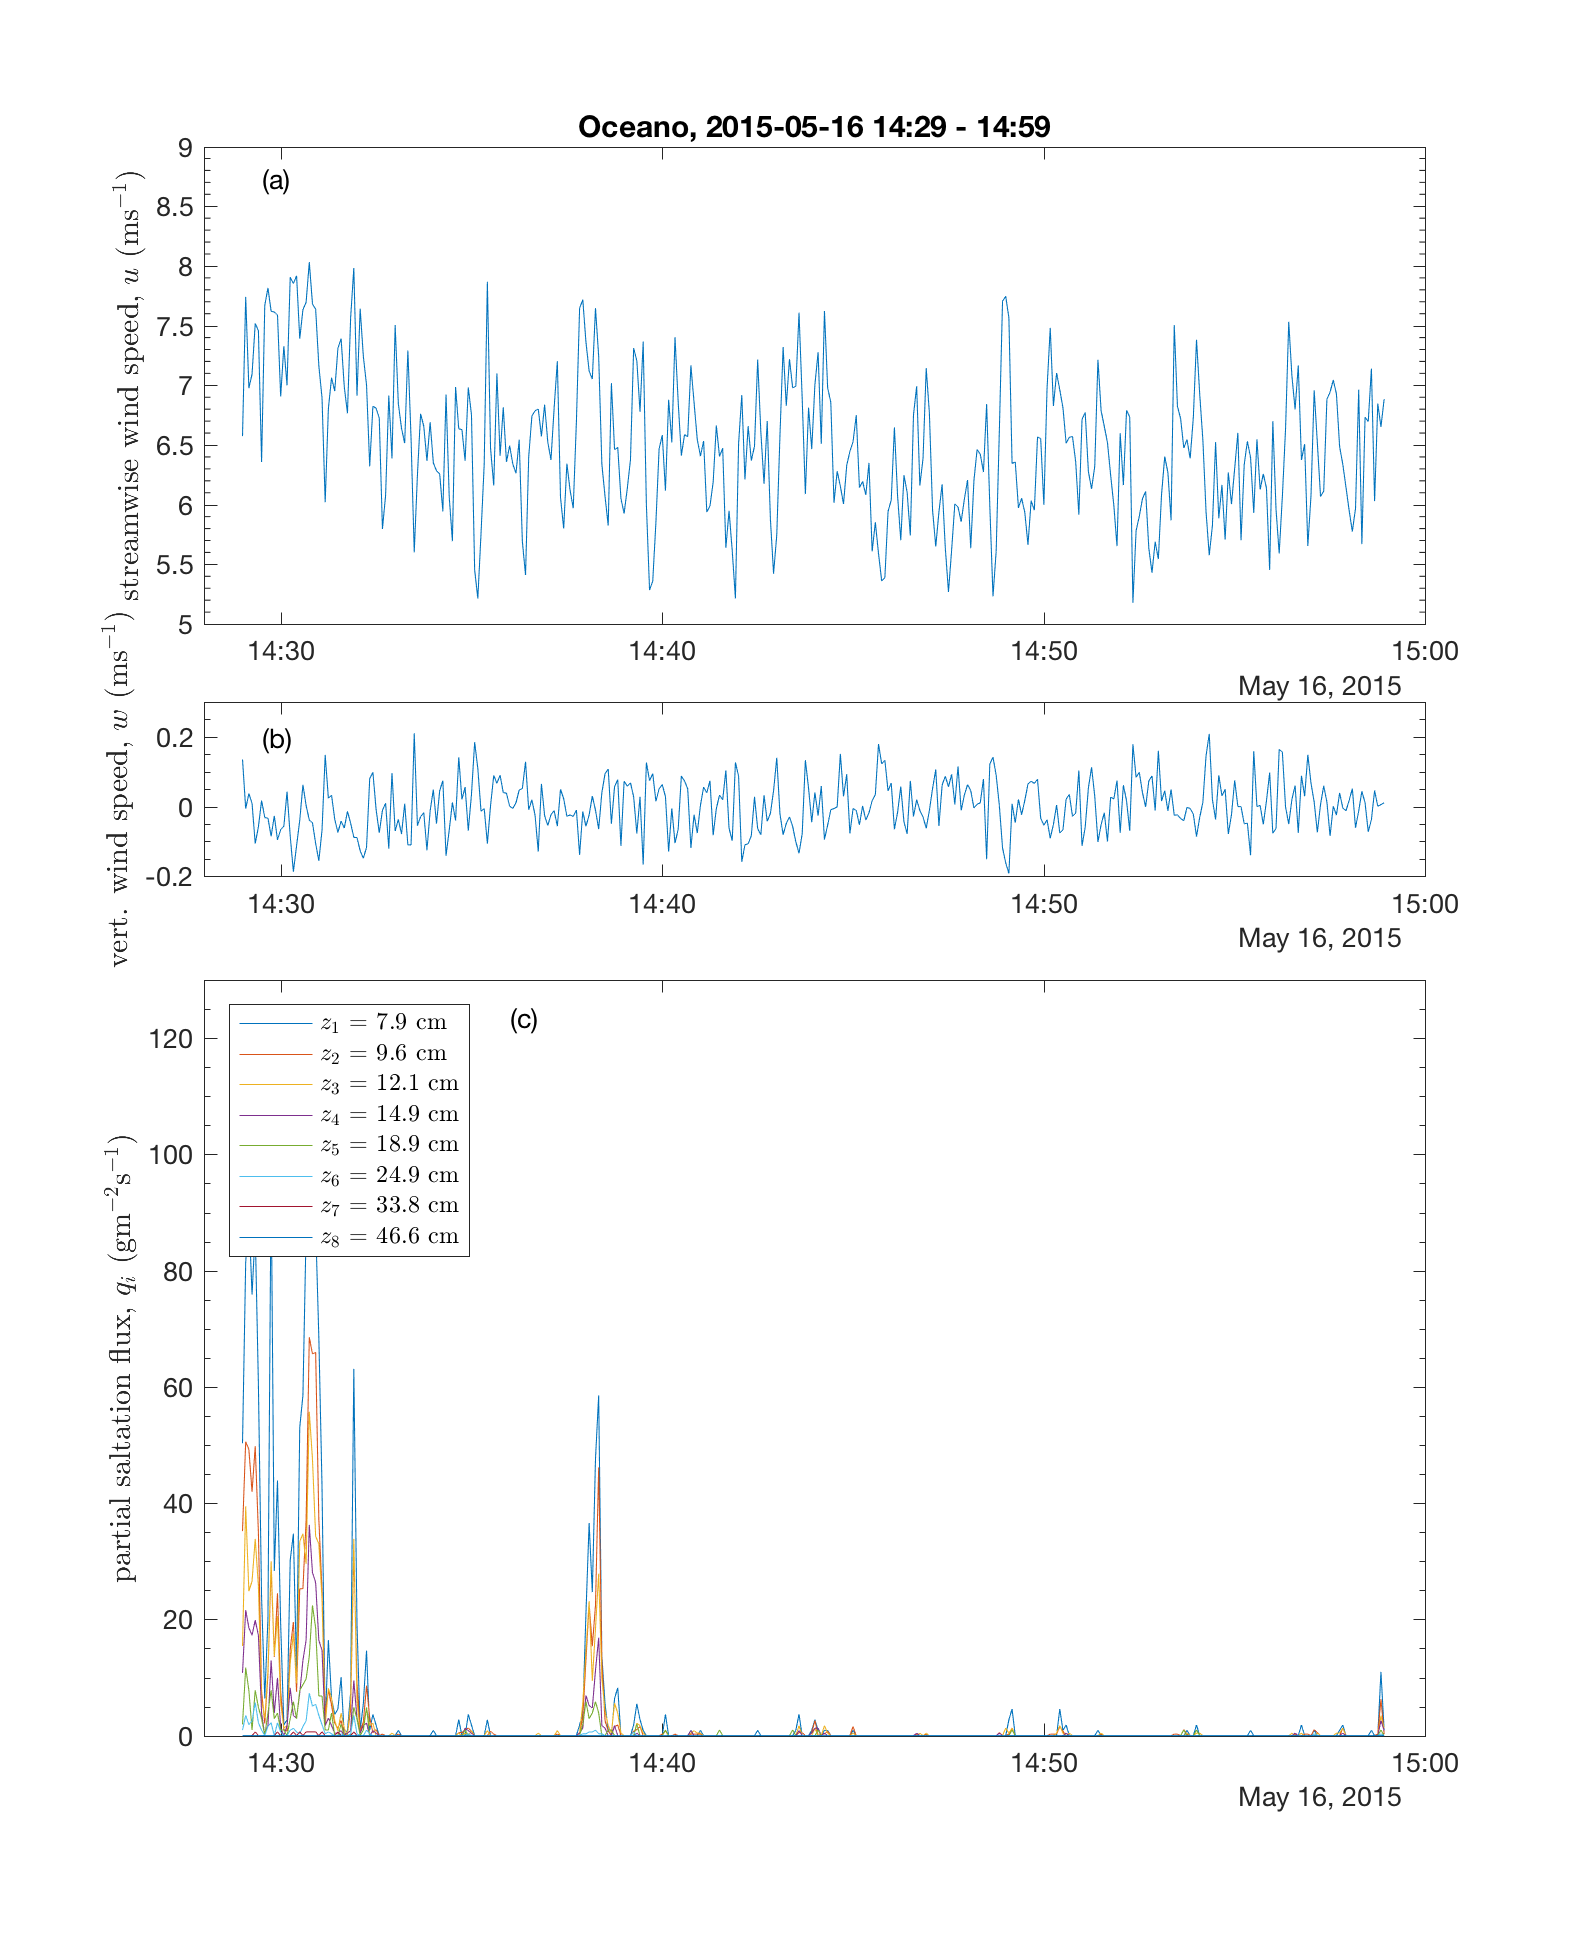 Oceano, 2015-05-16 14:29 - 14:59
(a)
streamwise wind speed, u (ms⁻¹)
9
8.5
8
7.5
7
6.5
6
5.5
5
14:30 14:40 14:50 15:00
May 16, 2015
(b)
vert. wind speed, w (ms⁻¹)
0.2
0
-0.2
14:30 14:40 14:50 15:00
May 16, 2015
(c)
partial saltation flux, qᵢ (gm⁻²s⁻¹)
120
100
80
60
40
20
0
z₁ = 7.9 cm
z₂ = 9.6 cm
z₃ = 12.1 cm
z₄ = 14.9 cm
z₅ = 18.9 cm
z₆ = 24.9 cm
z₇ = 33.8 cm
z₈ = 46.6 cm
14:30 14:40 14:50 15:00
May 16, 2015